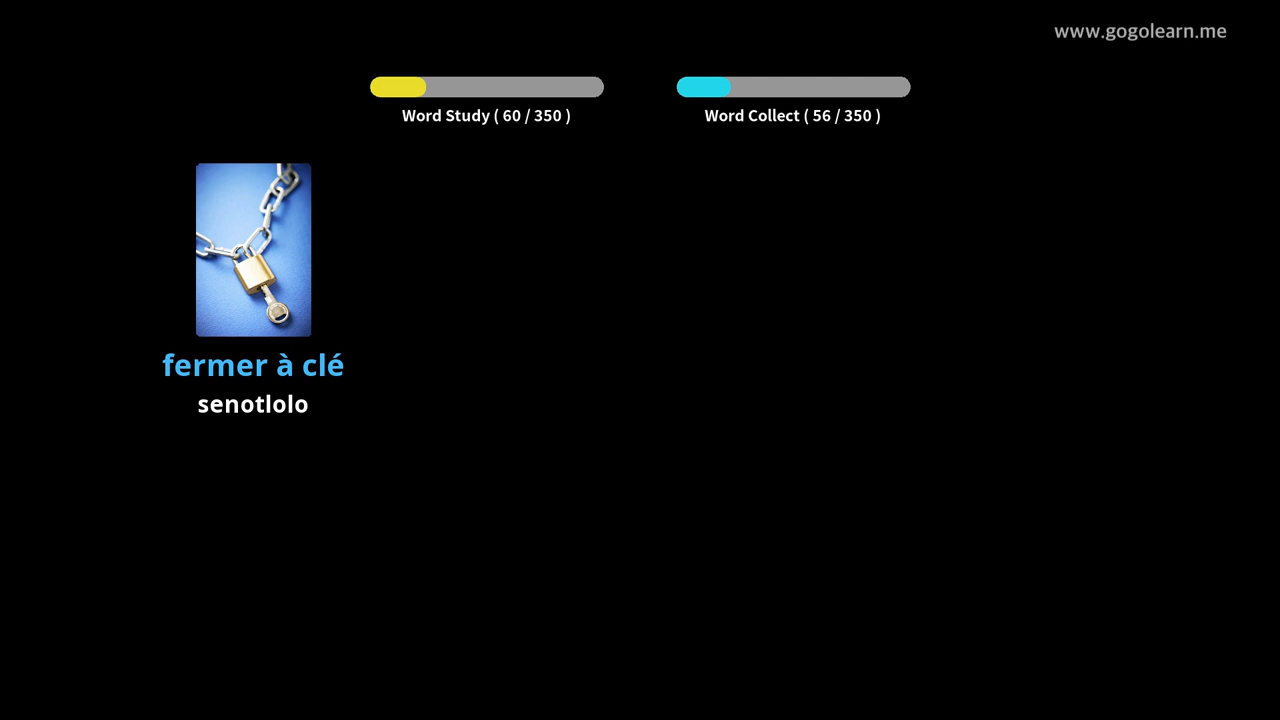 www.gogolearn.me
Word Study ( 60 / 350 )
Word Collect ( 56 / 350 )
fermer à clé
senotlolo